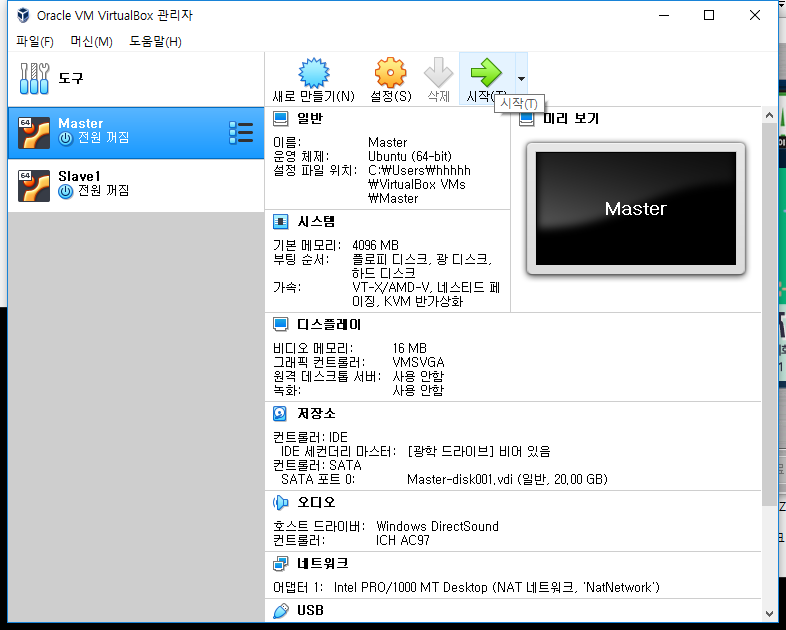 Oracle VM VirtualBox 관리자
파일(F) 머신(M) 도움말(H)
도구
새로 만들기(N) 설정(S) 삭제 시작(T)
시작(T)
64
Master
전원 꺼짐
64
Slave1
전원 꺼짐
일반
이름: Master
운영 체제: Ubuntu (64-bit)
설정 파일 위치: C:₩Users₩hhhhh
₩VirtualBox VMs
₩Master
미리 보기
Master
시스템
기본 메모리: 4096 MB
부팅 순서: 플로피 디스크, 광 디스크,
하드 디스크
가속: VT-X/AMD-V, 네스티드 페
이징, KVM 반가상화
디스플레이
비디오 메모리: 16 MB
그래픽 컨트롤러: VMSVGA
원격 데스크톱 서버: 사용 안함
녹화: 사용 안함
저장소
컨트롤러: IDE
IDE 세컨더리 마스터: [광학 드라이브] 비어 있음
컨트롤러: SATA
SATA 포트 0: Master-disk001.vdi (일반, 20.00 GB)
오디오
호스트 드라이버: Windows DirectSound
컨트롤러: ICH AC97
네트워크
어댑터 1: Intel PRO/1000 MT Desktop (NAT 네트워크, 'NatNetwork')
USB